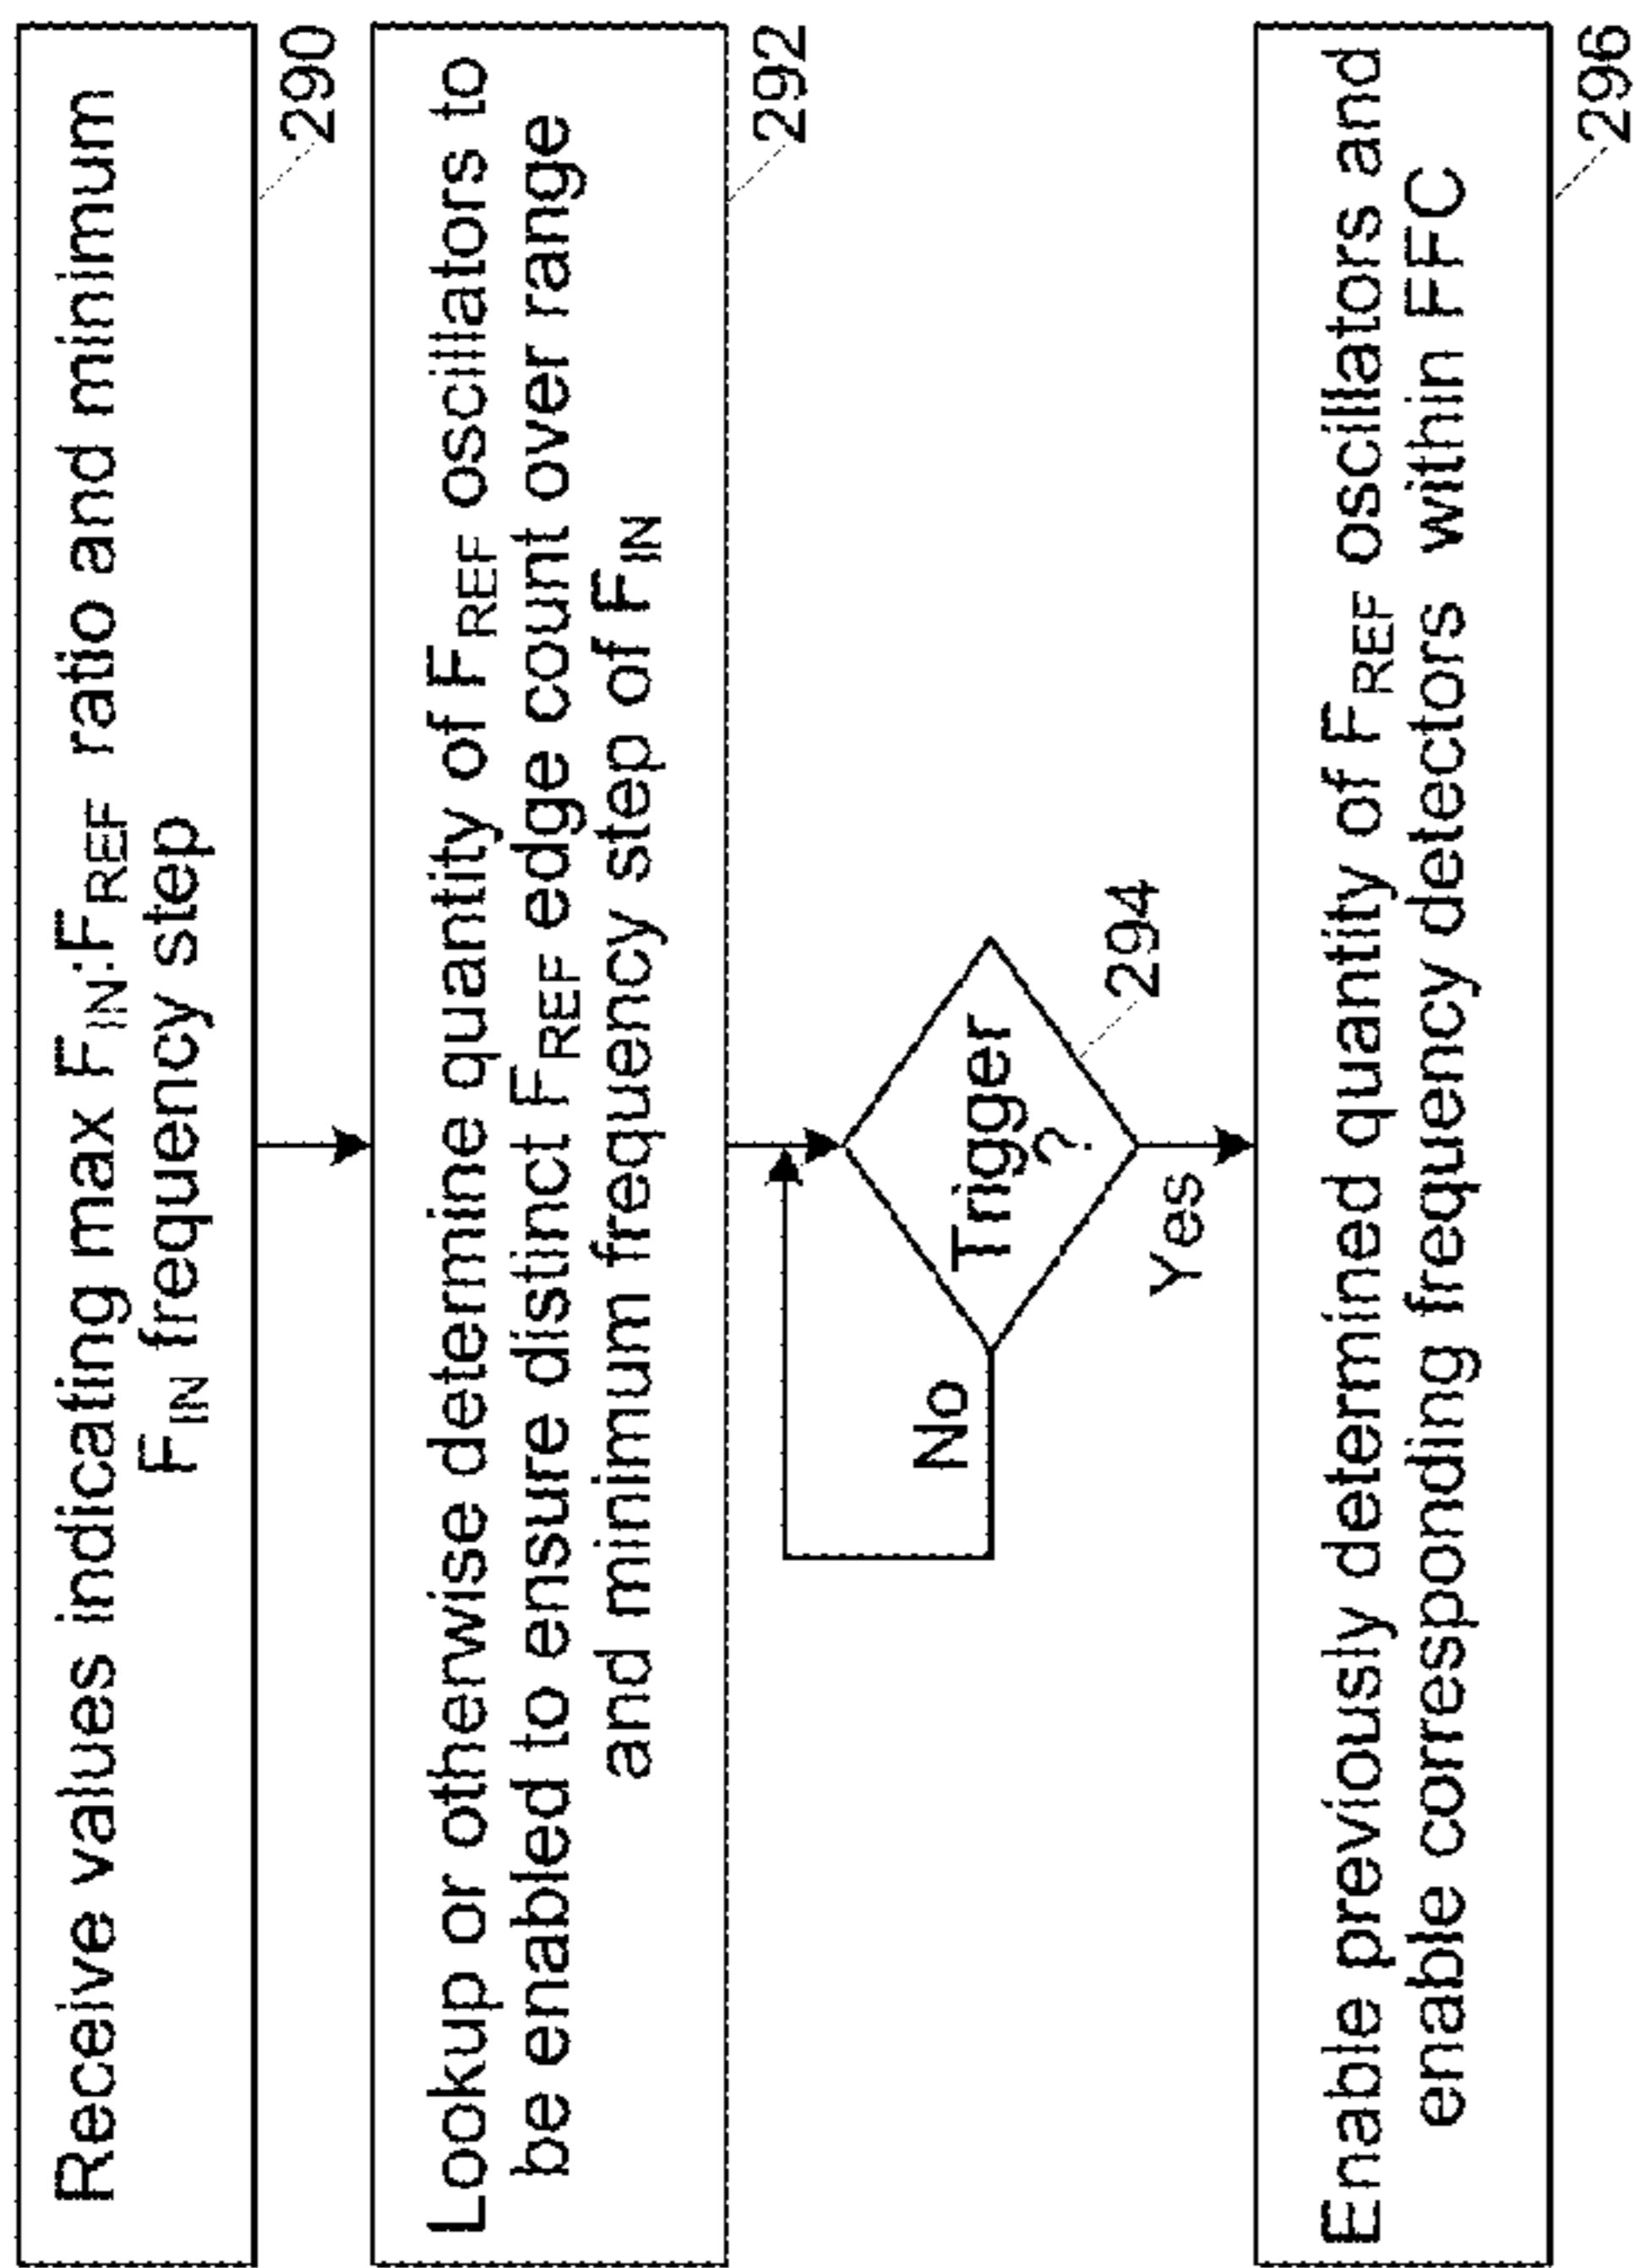 Receive values indicating max F_IN:F_REF ratio and minimum
F_IN frequency step
290
Lookup or otherwise determine quantity of F_REF oscillators to
be enabled to ensure distinct F_REF edge count over range
and minimum frequency step of F_IN
292
Trigger
?
294
No
Yes
Enable previously determined quantity of F_REF oscillators and
enable corresponding frequency detectors within FFC
296